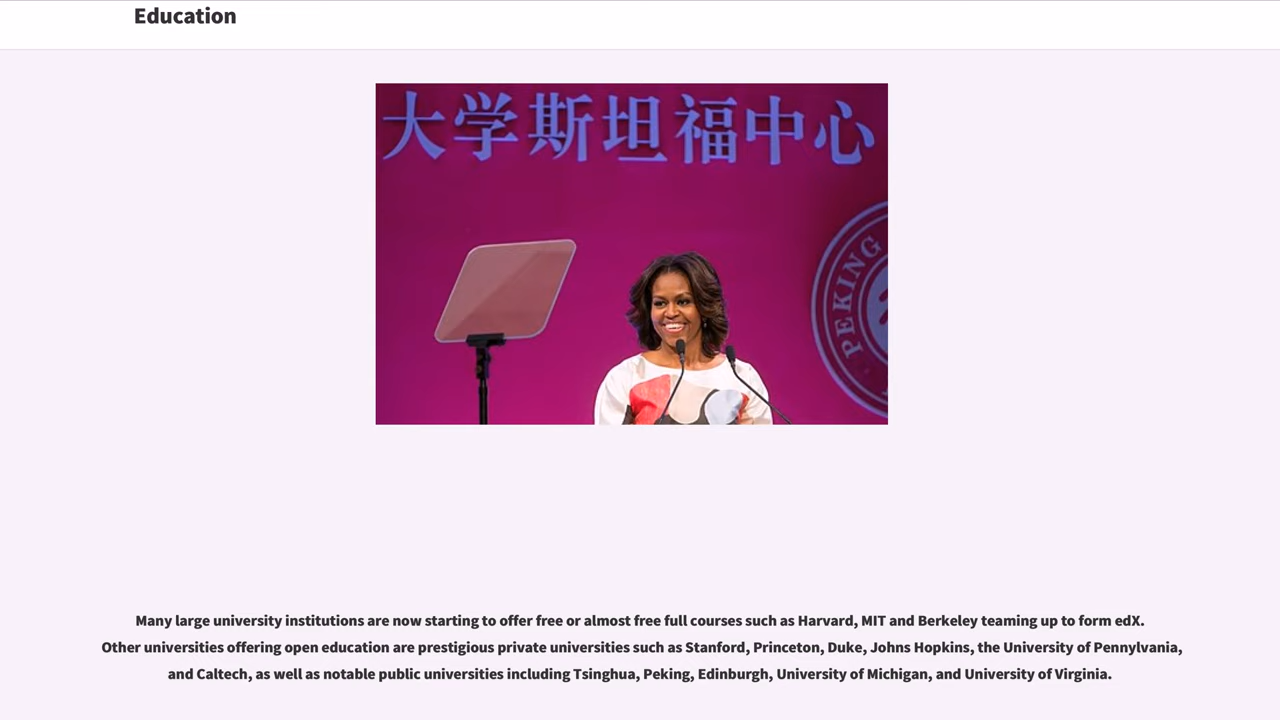 Education
大学斯坦福中心
PEKING
Many large university institutions are now starting to offer free or almost free full courses such as Harvard, MIT and Berkeley teaming up to form edX.
Other universities offering open education are prestigious private universities such as Stanford, Princeton, Duke, Johns Hopkins, the University of Pennylvania,
and Caltech, as well as notable public universities including Tsinghua, Peking, Edinburgh, University of Michigan, and University of Virginia.